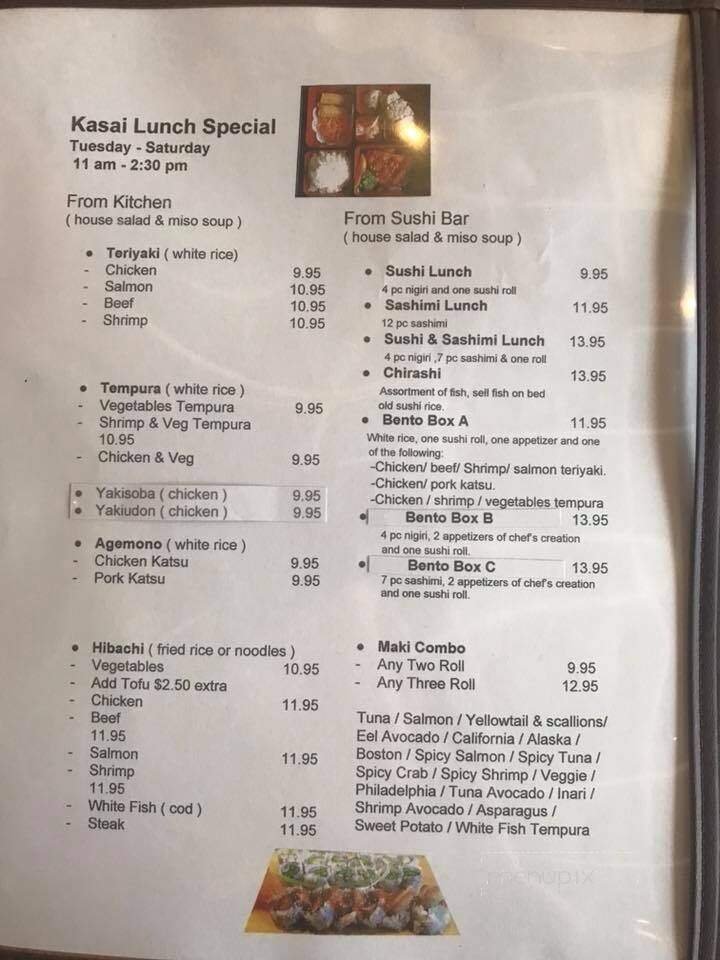 Kasai Lunch Special
Tuesday - Saturday
11 am - 2:30 pm
From Kitchen
( house salad & miso soup )
• Teriyaki ( white rice)
- Chicken 9.95
- Salmon 10.95
- Beef 10.95
- Shrimp 10.95
• Tempura ( white rice )
- Vegetables Tempura 9.95
- Shrimp & Veg Tempura
10.95
- Chicken & Veg 9.95
• Yakisoba ( chicken ) 9.95
• Yakiudon ( chicken ) 9.95
• Agemono ( white rice )
- Chicken Katsu 9.95
- Pork Katsu 9.95
• Hibachi ( fried rice or noodles )
- Vegetables 10.95
- Add Tofu $2.50 extra
- Chicken 11.95
- Beef
11.95
- Salmon 11.95
- Shrimp
11.95
- White Fish ( cod ) 11.95
- Steak 11.95
From Sushi Bar
( house salad & miso soup )
• Sushi Lunch 9.95
4 pc nigiri and one sushi roll
• Sashimi Lunch 11.95
12 pc sashimi
• Sushi & Sashimi Lunch 13.95
4 pc nigiri ,7 pc sashimi & one roll
• Chirashi 13.95
Assortment of fish, sell fish on bed
old sushi rice.
• Bento Box A 11.95
White rice, one sushi roll, one appetizer and one
of the following:
-Chicken/ beef/ Shrimp/ salmon teriyaki.
-Chicken/ pork katsu.
-Chicken / shrimp / vegetables tempura
• Bento Box B 13.95
4 pc nigiri, 2 appetizers of chef's creation
and one sushi roll.
• Bento Box C 13.95
7 pc sashimi, 2 appetizers of chef's creation
and one sushi roll.
• Maki Combo
- Any Two Roll 9.95
- Any Three Roll 12.95
Tuna / Salmon / Yellowtail & scallions/
Eel Avocado / California / Alaska /
Boston / Spicy Salmon / Spicy Tuna /
Spicy Crab / Spicy Shrimp / Veggie /
Philadelphia / Tuna Avocado / Inari /
Shrimp Avocado / Asparagus /
Sweet Potato / White Fish Tempura
menupix